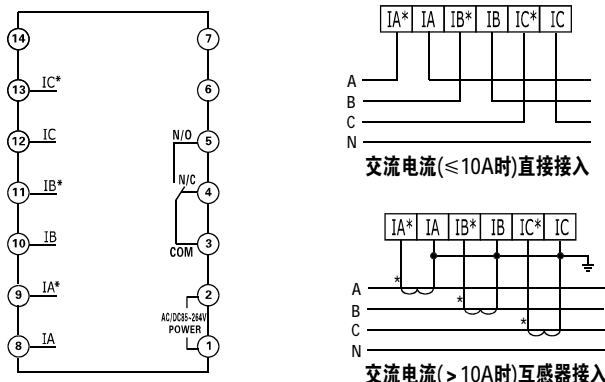 14
7
13 IC*
6
12 IC
N/O 5
11 IB*
N/C 4
10 IB
COM 3
9 IA*
2
AC/DC85~264V
POWER
8 IA
1
IA* IA IB* IB IC* IC
A
B
C
N
交流电流(≤10A时)直接接入
IA* IA IB* IB IC* IC
*
A
*
B
*
C
N
交流电流(>10A时)互感器接入